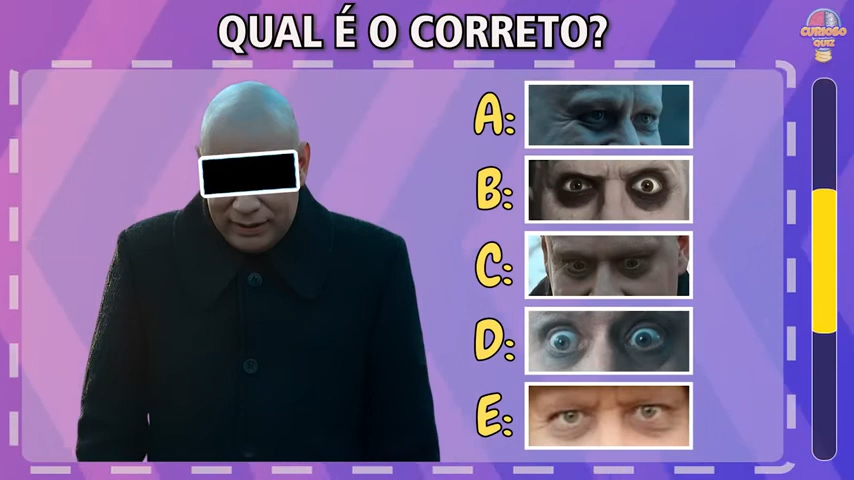 QUAL É O CORRETO?
CURIOSO
QUIZ
A:
B:
C:
D:
E: